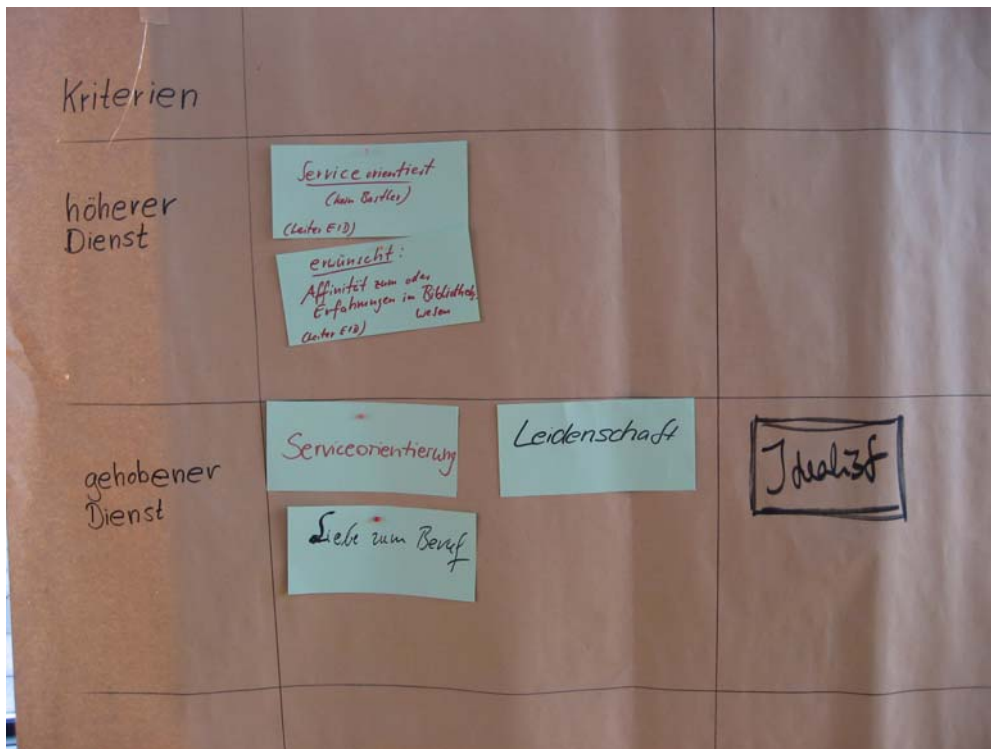 Kriterien
höherer
Dienst
Service orientiert
(kein Bastler)
(Leiter EID)
erwünscht:
Affinität zum oder
Erfahrungen im Bibliotheks-
wesen
(Leiter EID)
gehobener
Dienst
Serviceorientierung
Leidenschaft
Liebe zum Beruf
Idealist